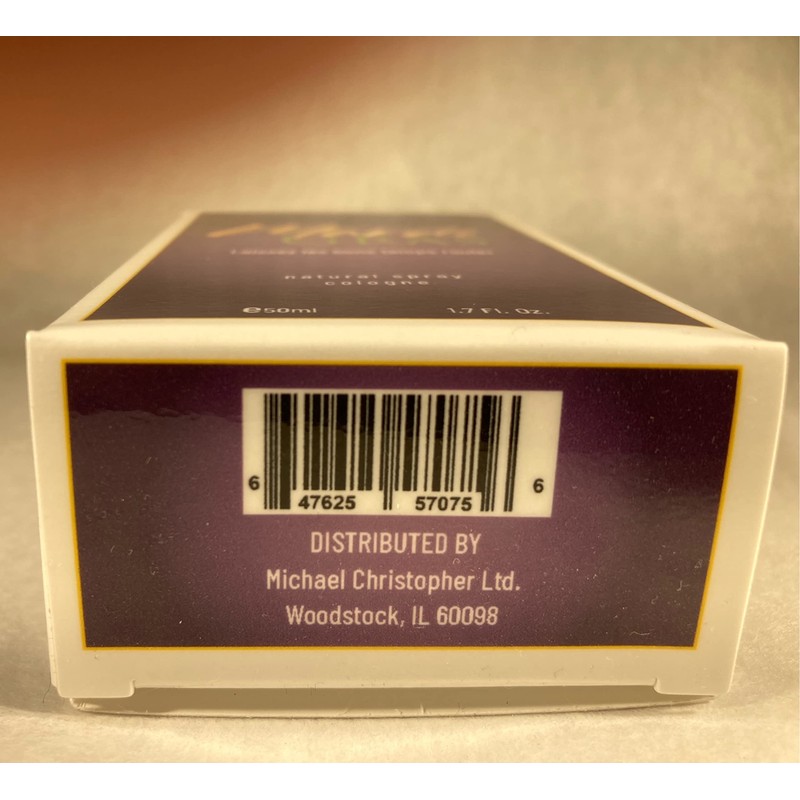 natural spray
cologne
℮50ml 1.7 Fl. Oz.
6 47625 57075 6
DISTRIBUTED BY
Michael Christopher Ltd.
Woodstock, IL 60098